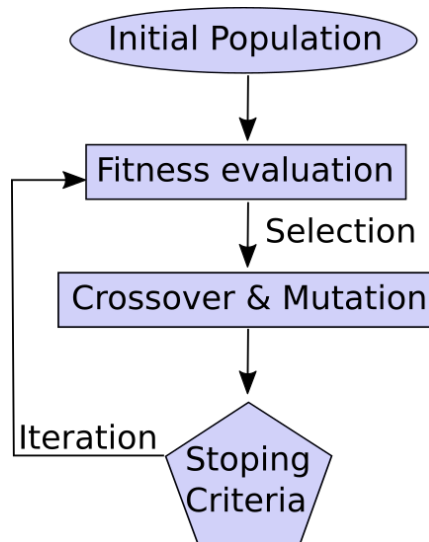 Initial Population
Fitness evaluation
Selection
Crossover & Mutation
Iteration
Stoping
Criteria